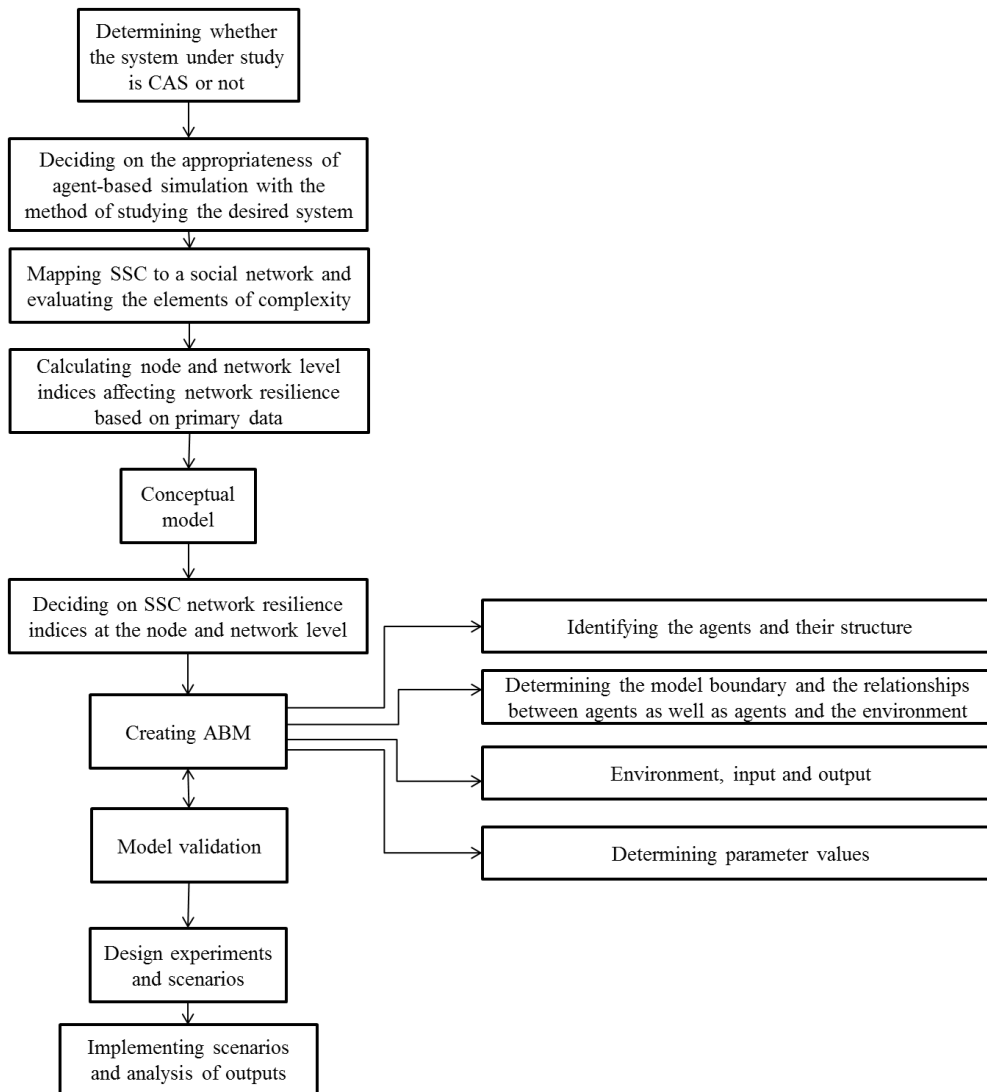 Determining whether
the system under study
is CAS or not
Deciding on the appropriateness of
agent-based simulation with the
method of studying the desired system
Mapping SSC to a social network and
evaluating the elements of complexity
Calculating node and network level
indices affecting network resilience
based on primary data
Conceptual
model
Deciding on SSC network resilience
indices at the node and network level
Creating ABM
Identifying the agents and their structure
Determining the model boundary and the relationships
between agents as well as agents and the environment
Environment, input and output
Determining parameter values
Model validation
Design experiments
and scenarios
Implementing scenarios
and analysis of outputs